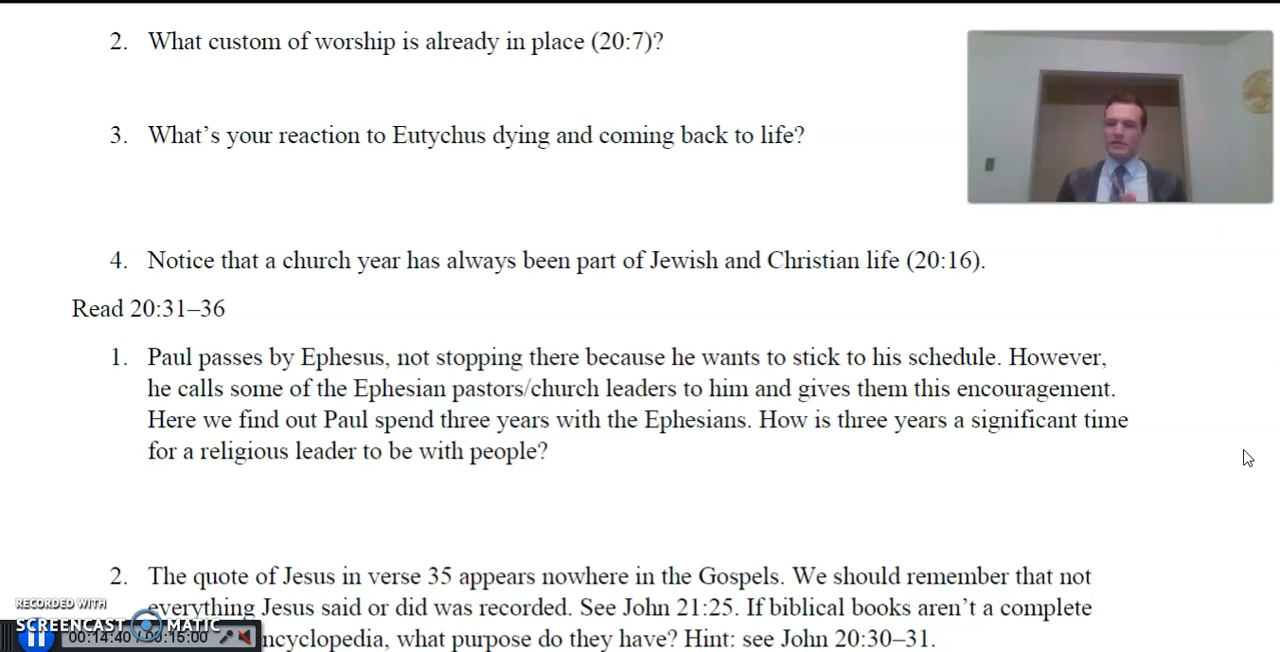 2. What custom of worship is already in place (20:7)?
3. What's your reaction to Eutychus dying and coming back to life?
4. Notice that a church year has always been part of Jewish and Christian life (20:16).
Read 20:31–36
1. Paul passes by Ephesus, not stopping there because he wants to stick to his schedule. However,
he calls some of the Ephesian pastors/church leaders to him and gives them this encouragement.
Here we find out Paul spend three years with the Ephesians. How is three years a significant time
for a religious leader to be with people?
2. The quote of Jesus in verse 35 appears nowhere in the Gospels. We should remember that not
everything Jesus said or did was recorded. See John 21:25. If biblical books aren't a complete
ncyclopedia, what purpose do they have? Hint: see John 20:30–31.
RECORDED WITH
SCREENCAST MATIC
00:14:40 / 00:15:00